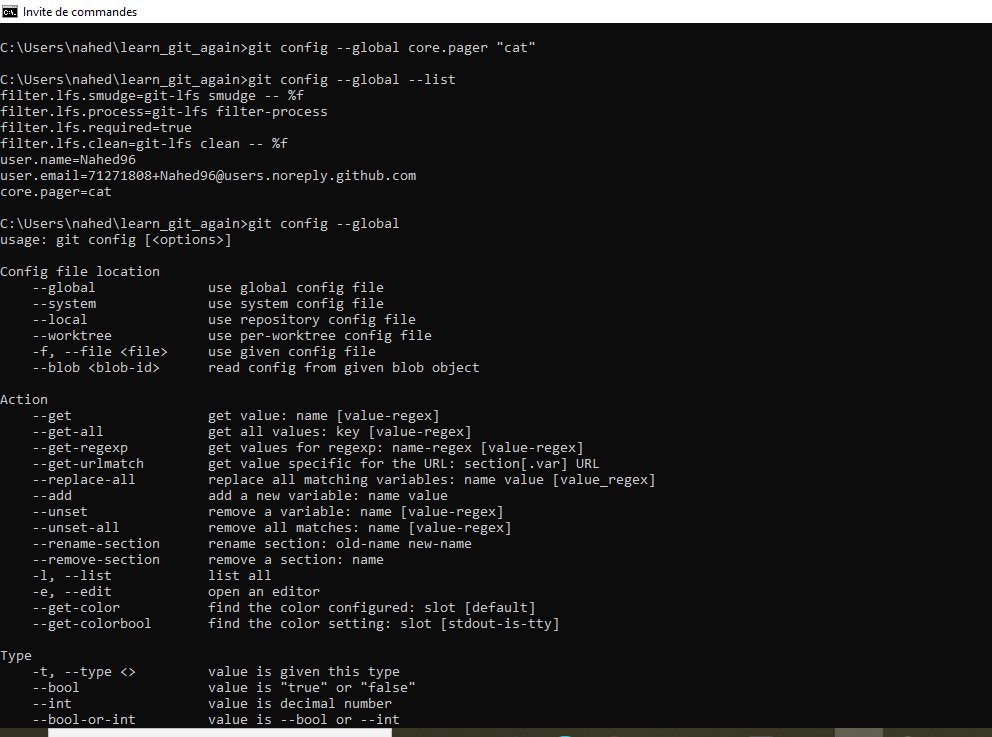 Invite de commandes
C:\Users\nahed\learn_git_again>git config --global core.pager "cat"
C:\Users\nahed\learn_git_again>git config --global --list
filter.lfs.smudge=git-lfs smudge -- %f
filter.lfs.process=git-lfs filter-process
filter.lfs.required=true
filter.lfs.clean=git-lfs clean -- %f
user.name=Nahed96
user.email=71271808+Nahed96@users.noreply.github.com
core.pager=cat
C:\Users\nahed\learn_git_again>git config --global
usage: git config [<options>]
Config file location
--global use global config file
--system use system config file
--local use repository config file
--worktree use per-worktree config file
-f, --file <file> use given config file
--blob <blob-id> read config from given blob object
Action
--get get value: name [value-regex]
--get-all get all values: key [value-regex]
--get-regexp get values for regexp: name-regex [value-regex]
--get-urlmatch get value specific for the URL: section[.var] URL
--replace-all replace all matching variables: name value [value_regex]
--add add a new variable: name value
--unset remove a variable: name [value-regex]
--unset-all remove all matches: name [value-regex]
--rename-section rename section: old-name new-name
--remove-section remove a section: name
-l, --list list all
-e, --edit open an editor
--get-color find the color configured: slot [default]
--get-colorbool find the color setting: slot [stdout-is-tty]
Type
-t, --type <> value is given this type
--bool value is "true" or "false"
--int value is decimal number
--bool-or-int value is --bool or --int